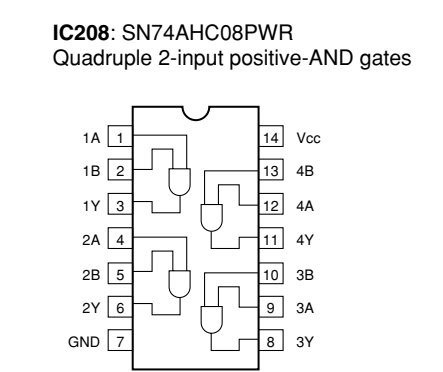 IC208: SN74AHC08PWR
Quadruple 2-input positive-AND gates
1A 1 14 Vcc
1B 2 13 4B
1Y 3 12 4A
2A 4 11 4Y
2B 5 10 3B
2Y 6 9 3A
GND 7 8 3Y